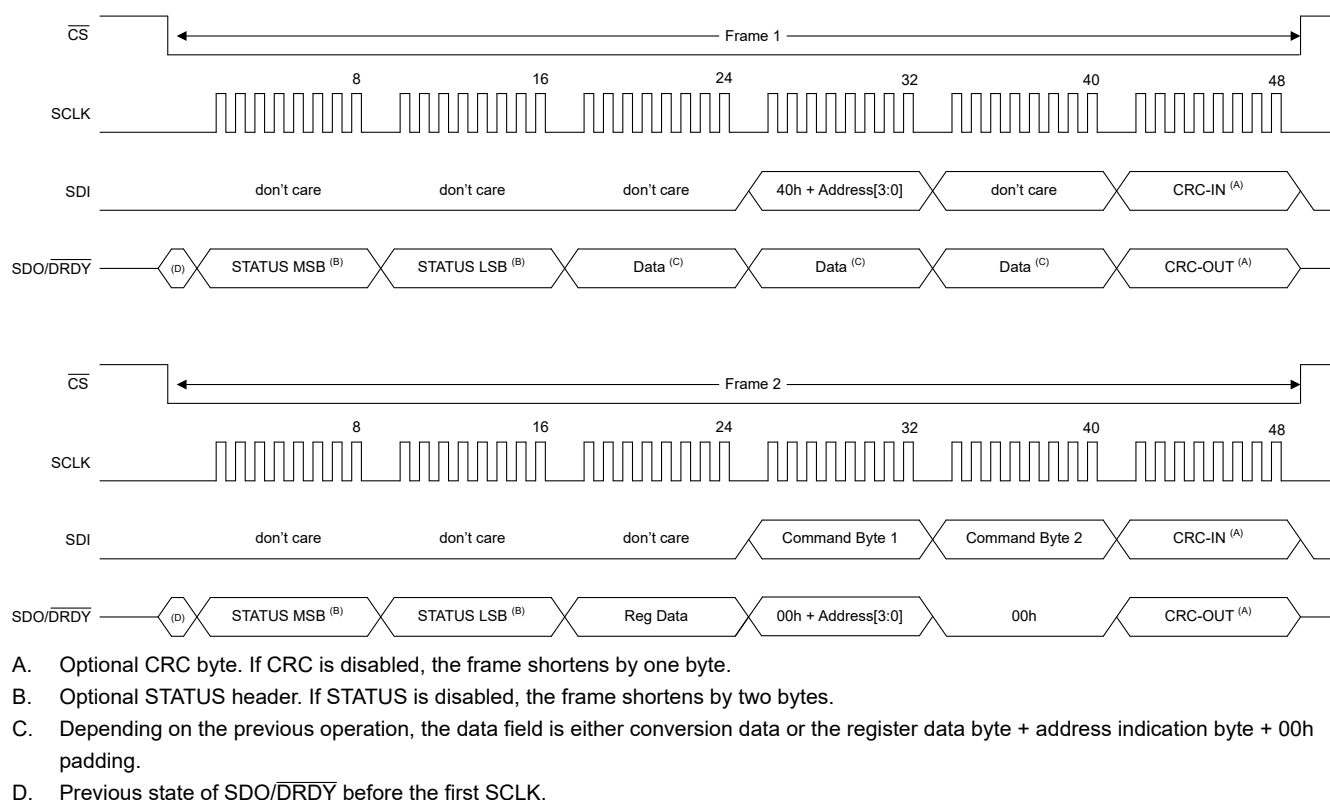 CS
Frame 1
8 16 24 32 40 48
SCLK
SDI don't care don't care don't care 40h + Address[3:0] don't care CRC-IN (A)
SDO/DRDY (D) STATUS MSB (B) STATUS LSB (B) Data (C) Data (C) Data (C) CRC-OUT (A)
CS
Frame 2
8 16 24 32 40 48
SCLK
SDI don't care don't care don't care Command Byte 1 Command Byte 2 CRC-IN (A)
SDO/DRDY (D) STATUS MSB (B) STATUS LSB (B) Reg Data 00h + Address[3:0] 00h CRC-OUT (A)
A. Optional CRC byte. If CRC is disabled, the frame shortens by one byte.
B. Optional STATUS header. If STATUS is disabled, the frame shortens by two bytes.
C. Depending on the previous operation, the data field is either conversion data or the register data byte + address indication byte + 00h
padding.
D. Previous state of SDO/DRDY before the first SCLK.